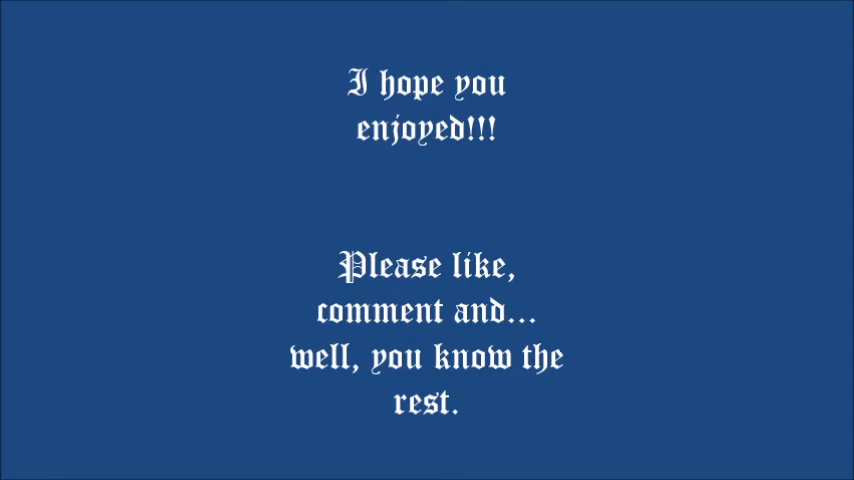 I hope you
enjoyed!!!
Please like,
comment and...
well, you know the
rest.